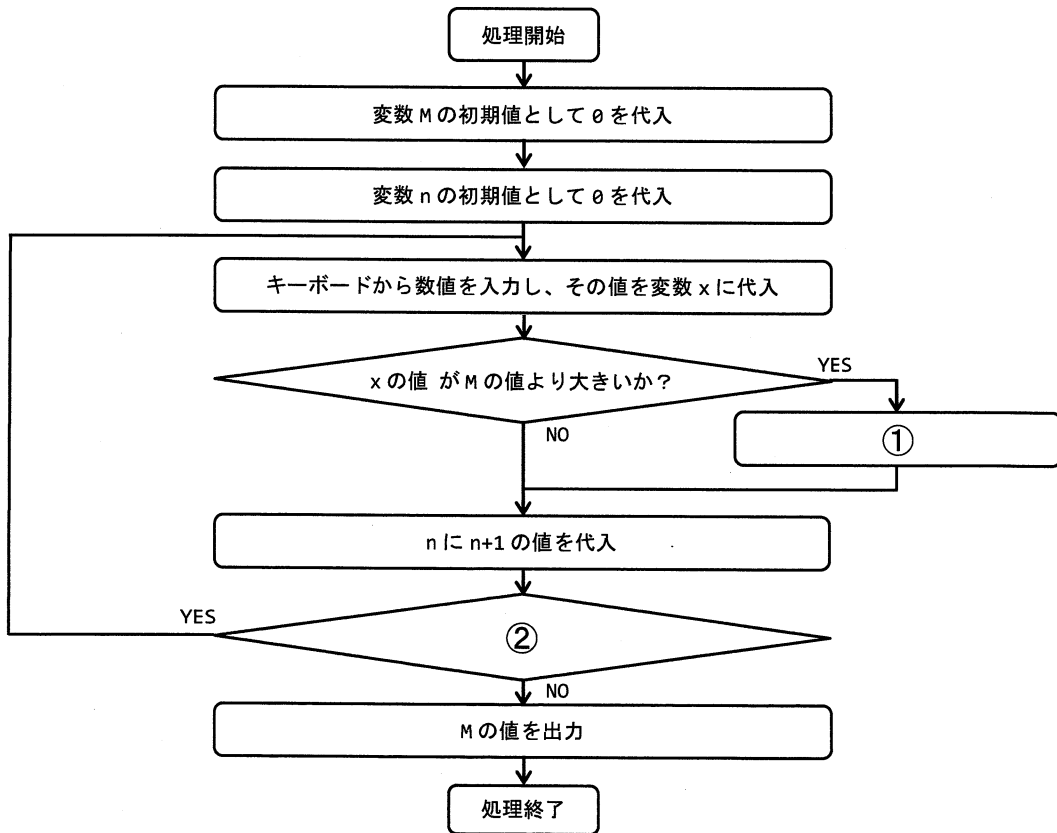 処理開始
変数Mの初期値として0を代入
変数nの初期値として0を代入
キーボードから数値を入力し、その値を変数xに代入
xの値 がMの値より大きいか？
YES
NO
①
nにn+1の値を代入
YES
②
NO
Mの値を出力
処理終了